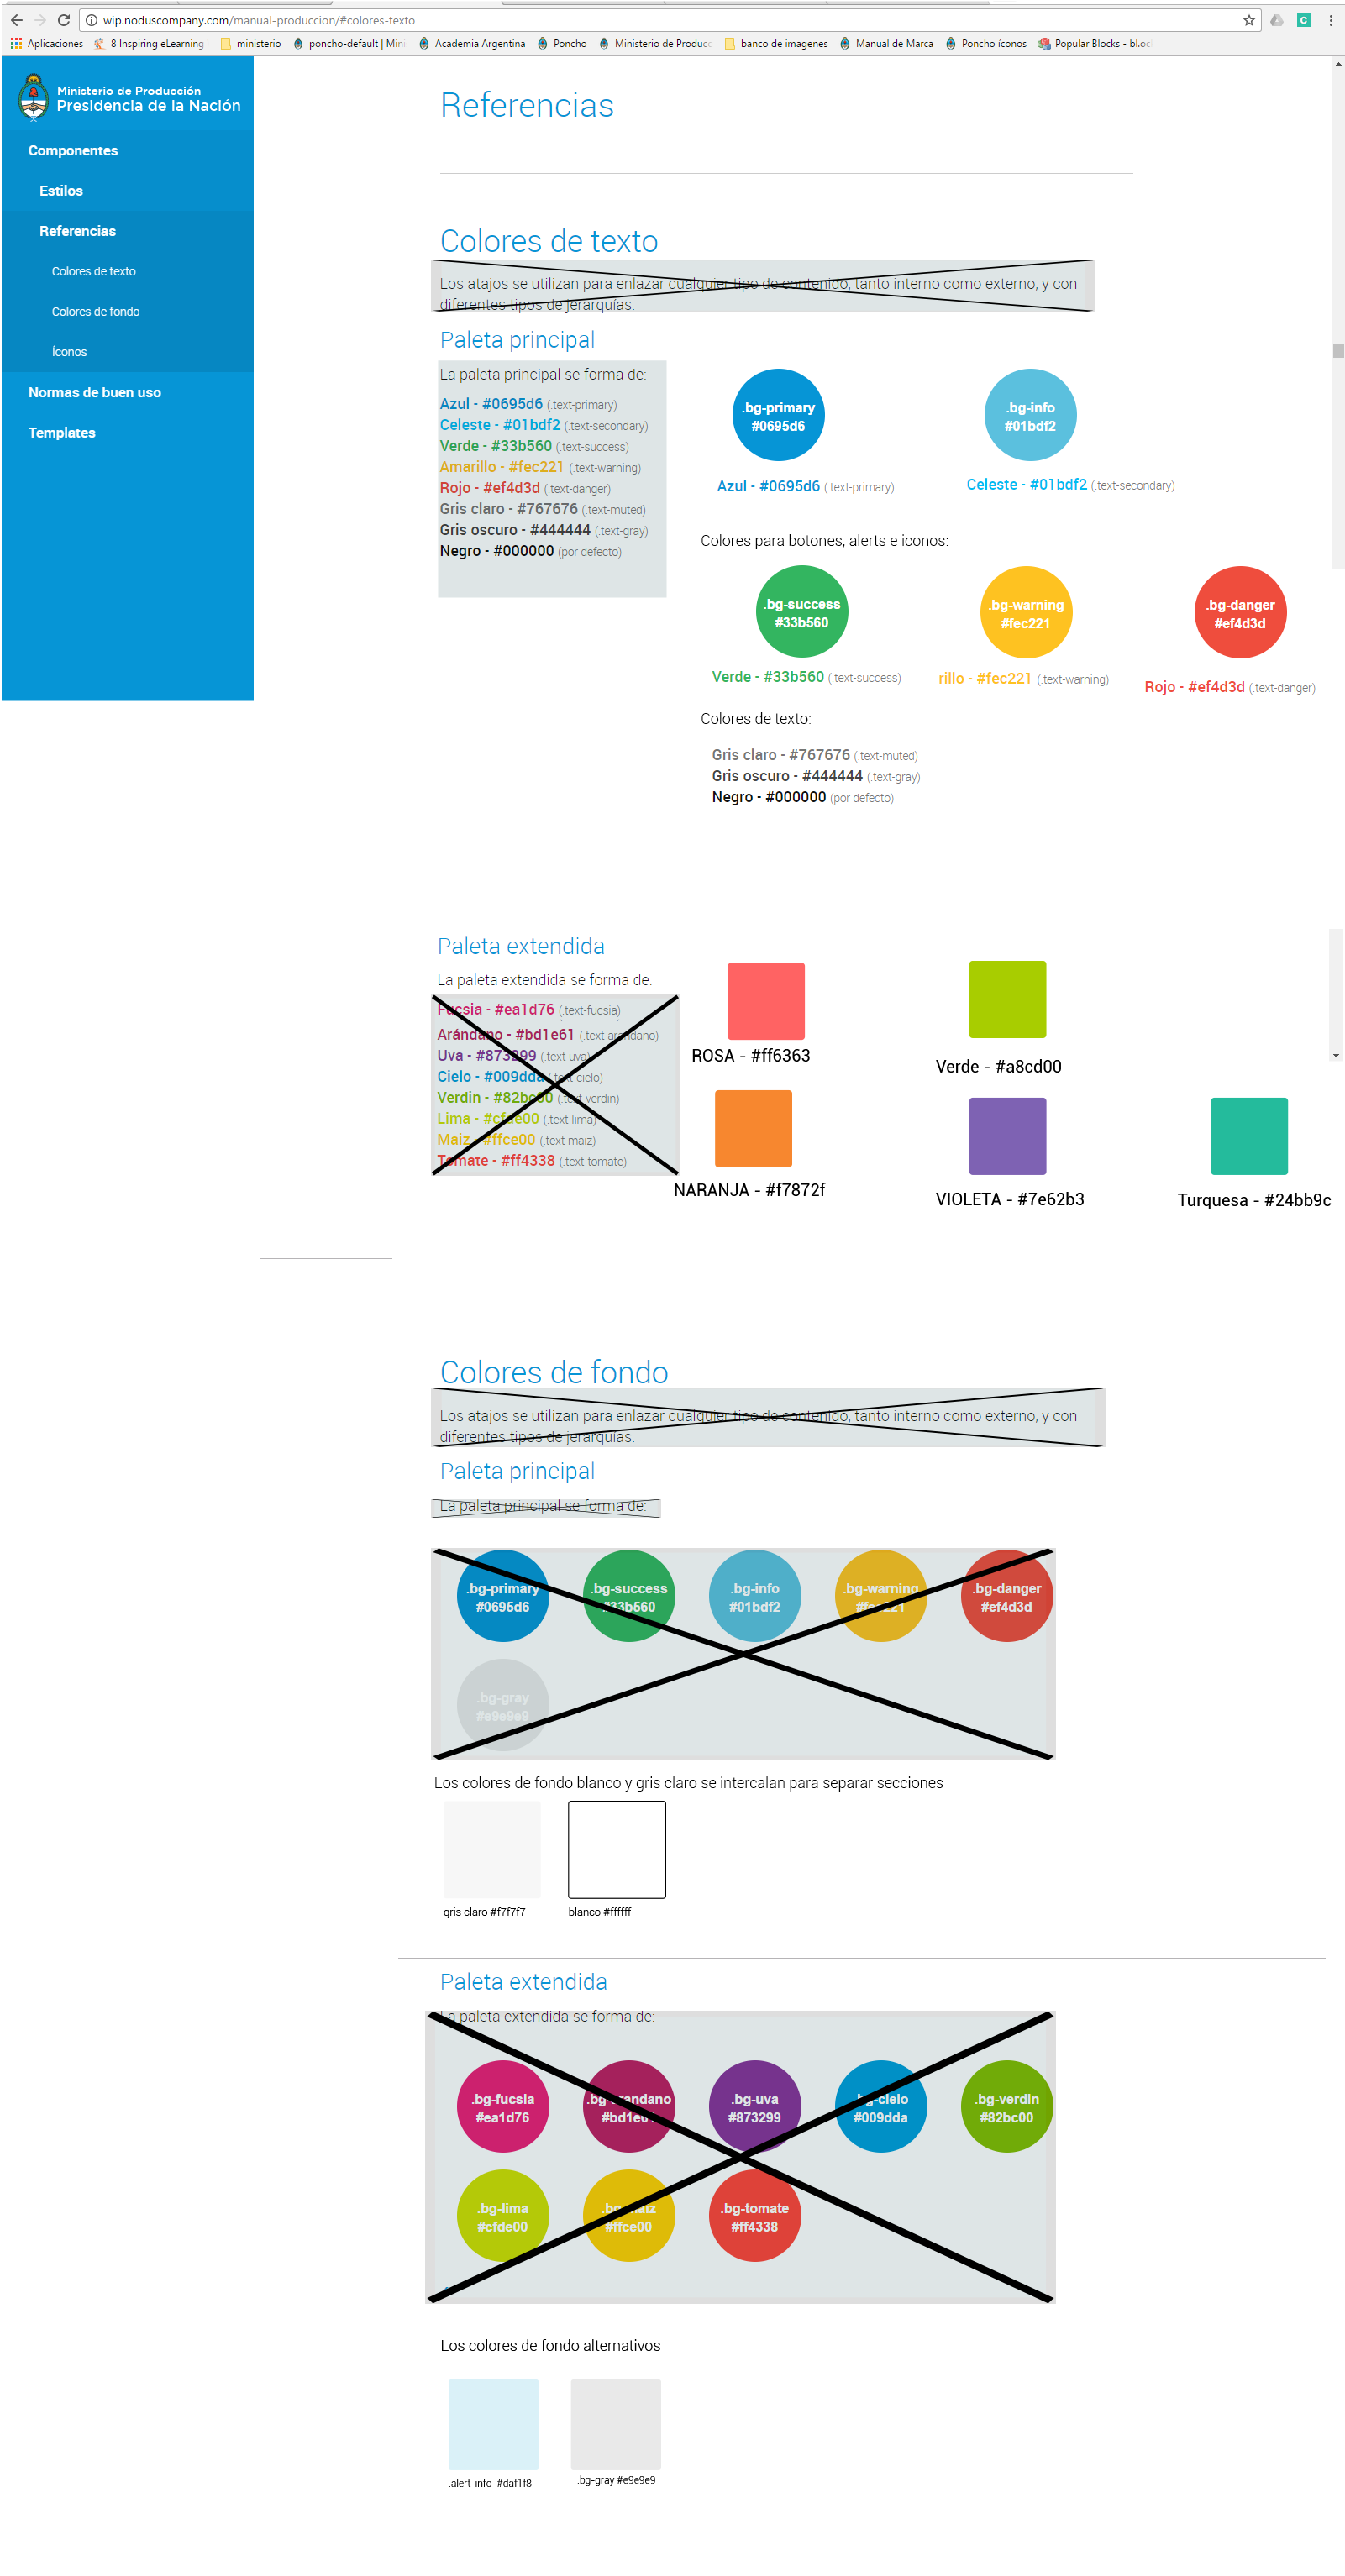 wip.noduscompany.com/manual-produccion/#colores-texto
Aplicaciones 8 Inspiring eLearning ministerio poncho-default | Min Academia Argentina Poncho Ministerio de Produc banco de imagenes Manual de Marca Poncho íconos Popular Blocks - bl.oc
Ministerio de Producción
Presidencia de la Nación
Componentes
Estilos
Referencias
Colores de texto
Colores de fondo
Íconos
Normas de buen uso
Templates
Referencias
Colores de texto
Los atajos se utilizan para enlazar cualquier tipo de contenido, tanto interno como externo, y con
diferentes tipos de jerarquías.
Paleta principal
La paleta principal se forma de:
Azul - #0695d6 (.text-primary)
Celeste - #01bdf2 (.text-secondary)
Verde - #33b560 (.text-success)
Amarillo - #fec221 (.text-warning)
Rojo - #ef4d3d (.text-danger)
Gris claro - #767676 (.text-muted)
Gris oscuro - #444444 (.text-gray)
Negro - #000000 (por defecto)
.bg-primary
#0695d6
.bg-info
#01bdf2
Azul - #0695d6 (.text-primary)
Celeste - #01bdf2 (.text-secondary)
Colores para botones, alerts e iconos:
.bg-success
#33b560
.bg-warning
#fec221
.bg-danger
#ef4d3d
Verde - #33b560 (.text-success)
rillo - #fec221 (.text-warning)
Rojo - #ef4d3d (.text-danger)
Colores de texto:
Gris claro - #767676 (.text-muted)
Gris oscuro - #444444 (.text-gray)
Negro - #000000 (por defecto)
Paleta extendida
La paleta extendida se forma de:
Fucsia - #ea1d76 (.text-fucsia)
Arándano - #bd1e61 (.text-arandano)
Uva - #873299 (.text-uva)
Cielo - #009dda (.text-cielo)
Verdin - #82bc00 (.text-verdin)
Lima - #cfde00 (.text-lima)
Maiz - #ffce00 (.text-maiz)
Tomate - #ff4338 (.text-tomate)
ROSA - #ff6363
Verde - #a8cd00
NARANJA - #f7872f
VIOLETA - #7e62b3
Turquesa - #24bb9c
Colores de fondo
Los atajos se utilizan para enlazar cualquier tipo de contenido, tanto interno como externo, y con
diferentes tipos de jerarquías.
Paleta principal
La paleta principal se forma de:
.bg-primary
#0695d6
.bg-success
#33b560
.bg-info
#01bdf2
.bg-warning
#fec221
.bg-danger
#ef4d3d
.bg-gray
#e9e9e9
Los colores de fondo blanco y gris claro se intercalan para separar secciones
gris claro #f7f7f7
blanco #ffffff
Paleta extendida
La paleta extendida se forma de:
.bg-fucsia
#ea1d76
.bg-arandano
#bd1e61
.bg-uva
#873299
.bg-cielo
#009dda
.bg-verdin
#82bc00
.bg-lima
#cfde00
.bg-maiz
#ffce00
.bg-tomate
#ff4338
Los colores de fondo alternativos
.alert-info #daf1f8
.bg-gray #e9e9e9